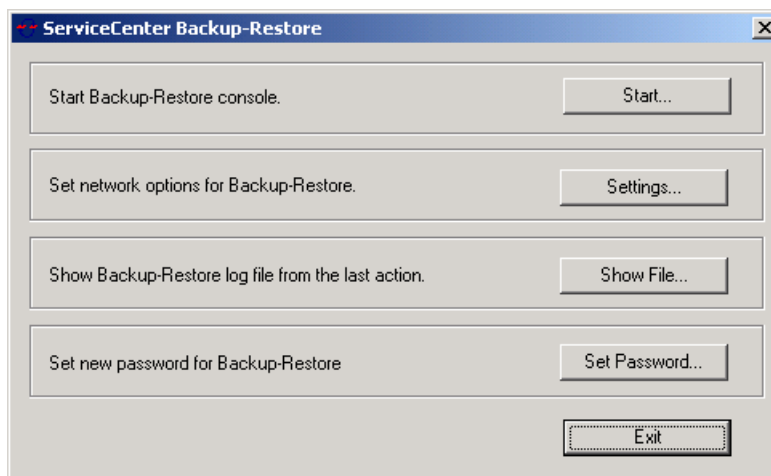 ServiceCenter Backup-Restore
Start Backup-Restore console.
Start...
Set network options for Backup-Restore.
Settings...
Show Backup-Restore log file from the last action.
Show File...
Set new password for Backup-Restore
Set Password...
Exit